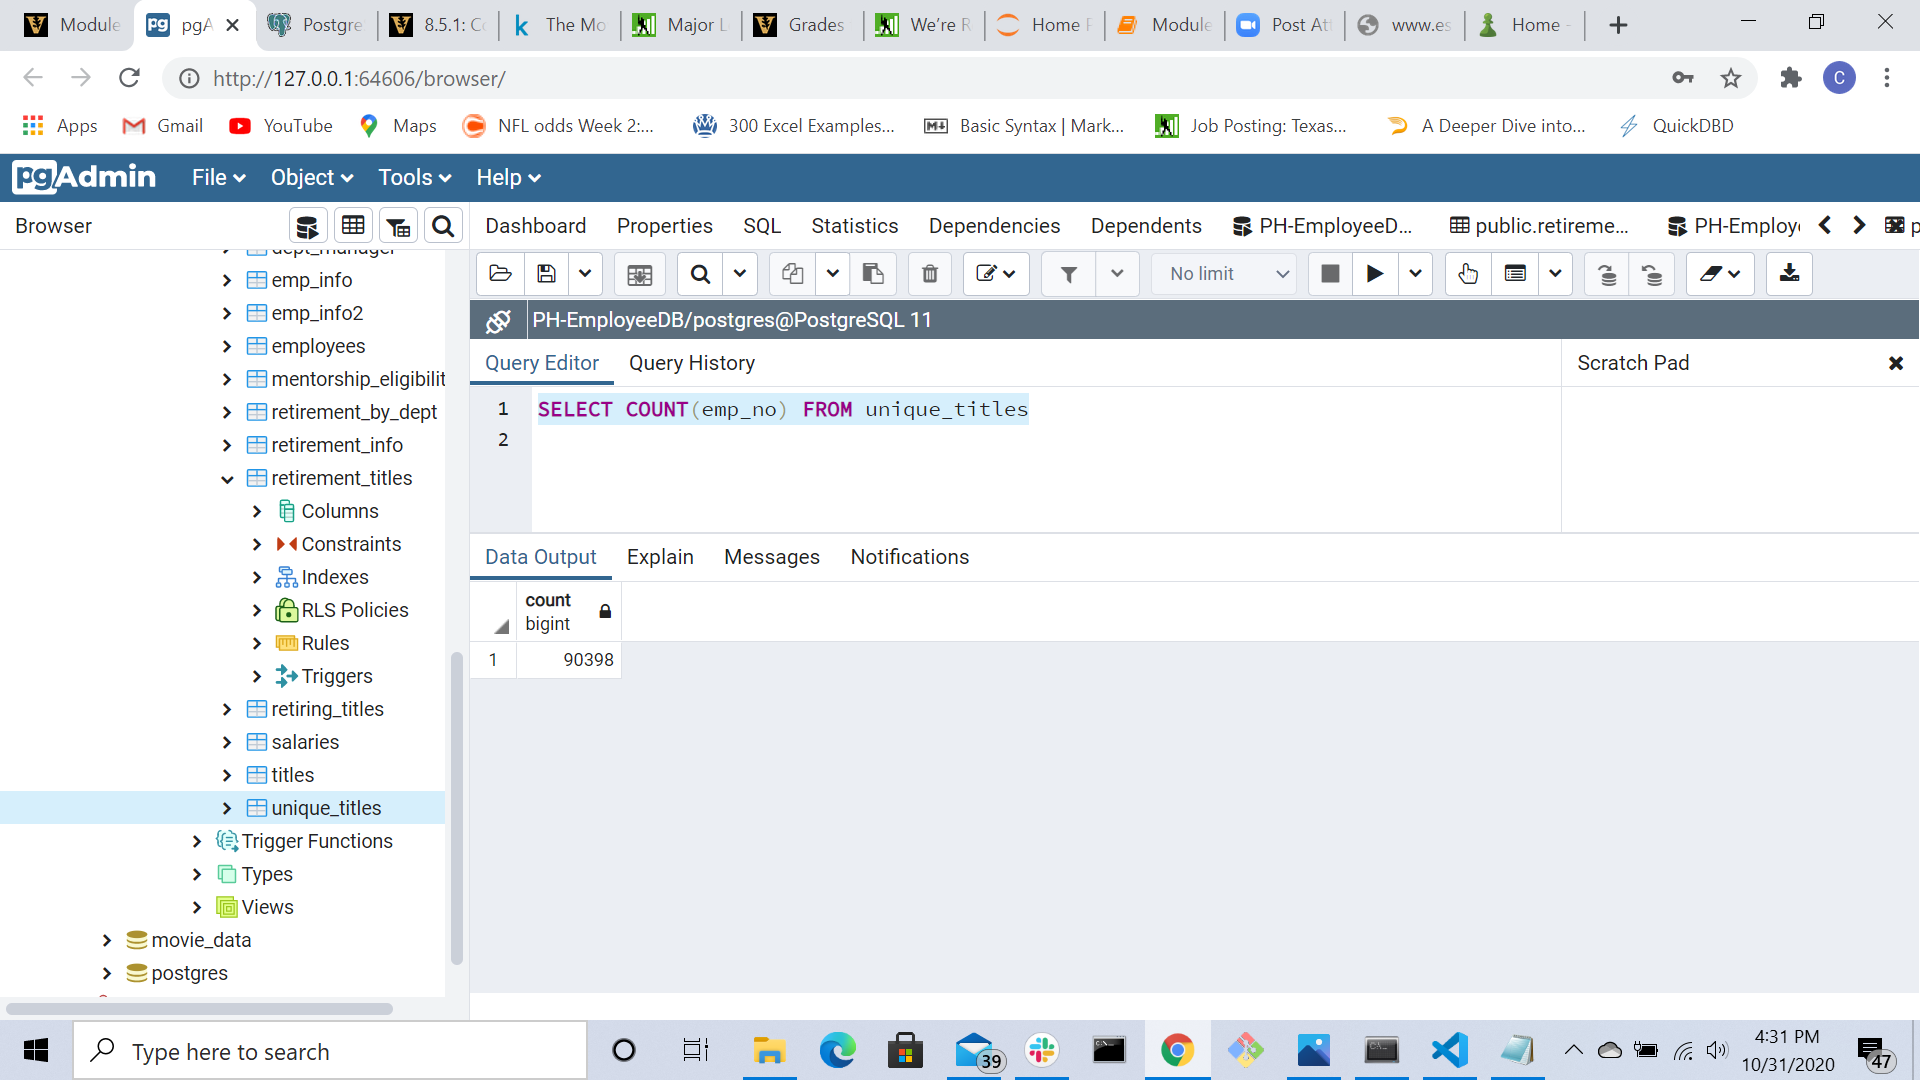 Module
pgA
Postgre
8.5.1: Co
The Mo
Major L
Grades
We're R
Home P
Module
Post Att
www.es
Home -
http://127.0.0.1:64606/browser/
C
Apps
Gmail
YouTube
Maps
NFL odds Week 2:...
300 Excel Examples...
Basic Syntax | Mark...
Job Posting: Texas...
A Deeper Dive into...
QuickDBD
pgAdmin
File
Object
Tools
Help
Browser
Dashboard
Properties
SQL
Statistics
Dependencies
Dependents
PH-EmployeeD...
public.retireme...
PH-Employ
p
dept_manager
emp_info
emp_info2
employees
mentorship_eligibilit
retirement_by_dept
retirement_info
retirement_titles
Columns
Constraints
Indexes
RLS Policies
Rules
Triggers
retiring_titles
salaries
titles
unique_titles
Trigger Functions
Types
Views
movie_data
postgres
No limit
PH-EmployeeDB/postgres@PostgreSQL 11
Query Editor
Query History
Scratch Pad
1 SELECT COUNT(emp_no) FROM unique_titles
2
Data Output
Explain
Messages
Notifications
count
bigint
1 90398
Type here to search
39
4:31 PM
10/31/2020
47